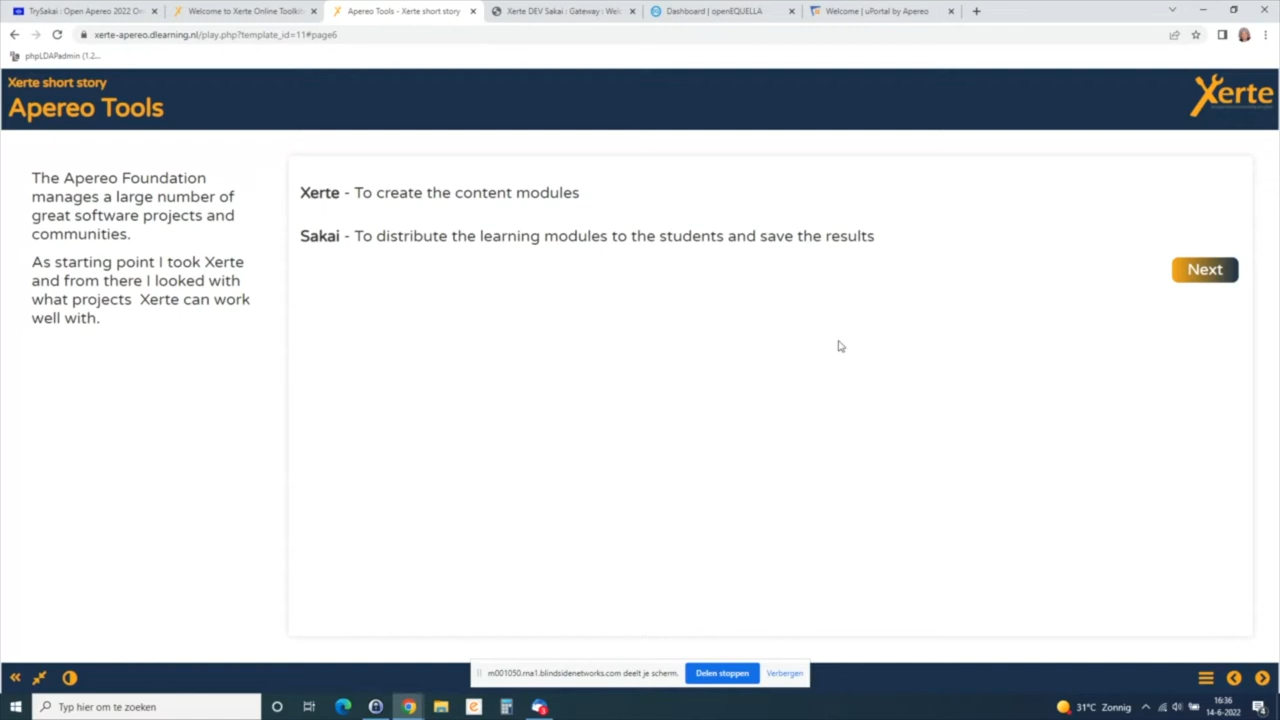 TrySakai : Open Apereo 2022 On
Welcome to Xerte Online Toolkit
Apereo Tools - Xerte short story
Xerte DEV Sakai : Gateway : Wel
Dashboard | openEQUELLA
Welcome | uPortal by Apereo
xerte-apereo.dlearning.nl/play.php?template_id=11#page6
phpLDAPadmin (1.2...
Xerte short story
Apereo Tools
Xerte
The Apereo Foundation
manages a large number of
great software projects and
communities.
As starting point I took Xerte
and from there I looked with
what projects Xerte can work
well with.
Xerte - To create the content modules
Sakai - To distribute the learning modules to the students and save the results
Next
m001050.rna1.blindsidenetworks.com deelt je scherm.
Delen stoppen
Verbergen
Typ hier om te zoeken
31°C Zonnig
16:36
14-6-2022